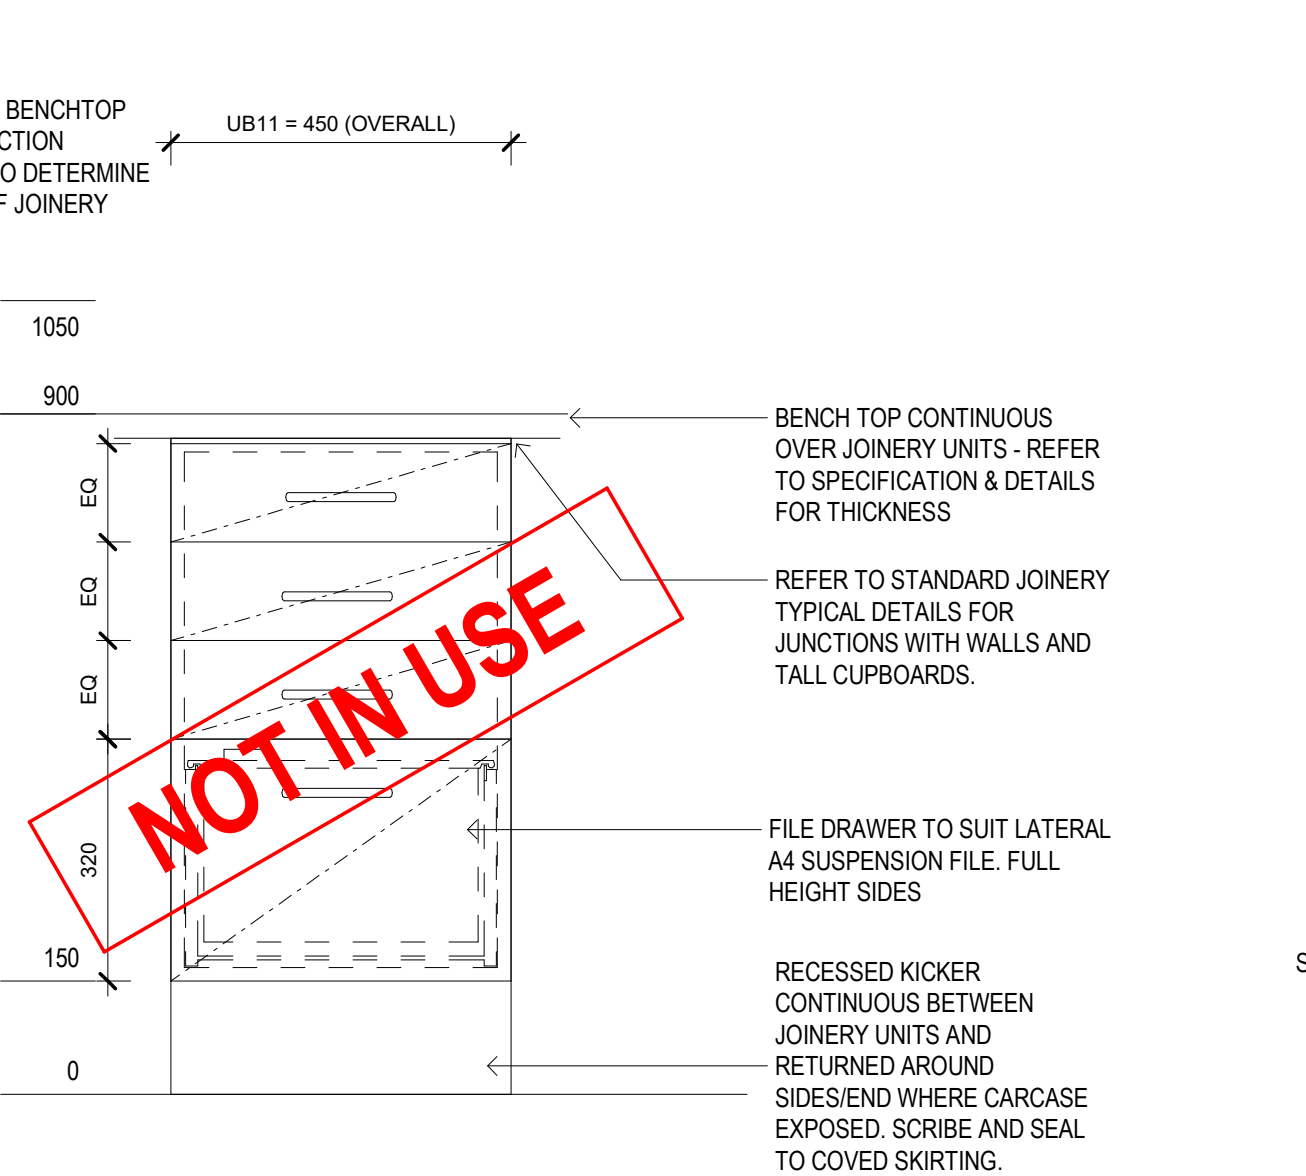 BENCHTOP
CTION
O DETERMINE
F JOINERY
UB11 = 450 (OVERALL)
1050
900
150
0
EQ
EQ
EQ
320
NOT IN USE
BENCH TOP CONTINUOUS
OVER JOINERY UNITS - REFER
TO SPECIFICATION & DETAILS
FOR THICKNESS
REFER TO STANDARD JOINERY
TYPICAL DETAILS FOR
JUNCTIONS WITH WALLS AND
TALL CUPBOARDS.
FILE DRAWER TO SUIT LATERAL
A4 SUSPENSION FILE. FULL
HEIGHT SIDES
RECESSED KICKER
CONTINUOUS BETWEEN
JOINERY UNITS AND
RETURNED AROUND
SIDES/END WHERE CARCASE
EXPOSED. SCRIBE AND SEAL
TO COVED SKIRTING.
S